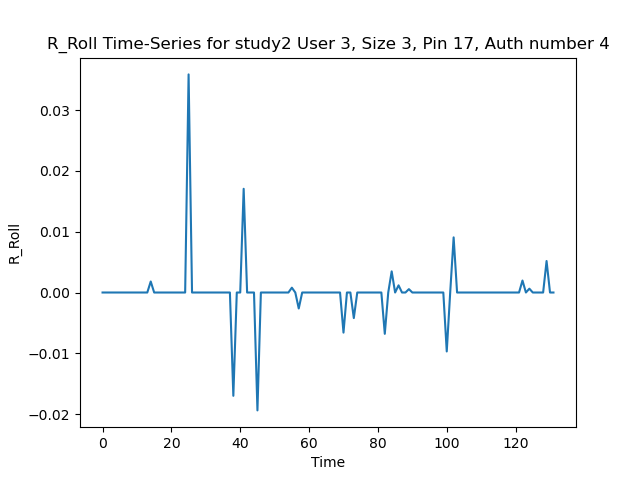 R_Roll Time-Series for study2 User 3, Size 3, Pin 17, Auth number 4
R_Roll
0.03
0.02
0.01
0.00
−0.01
−0.02
0 20 40 60 80 100 120
Time